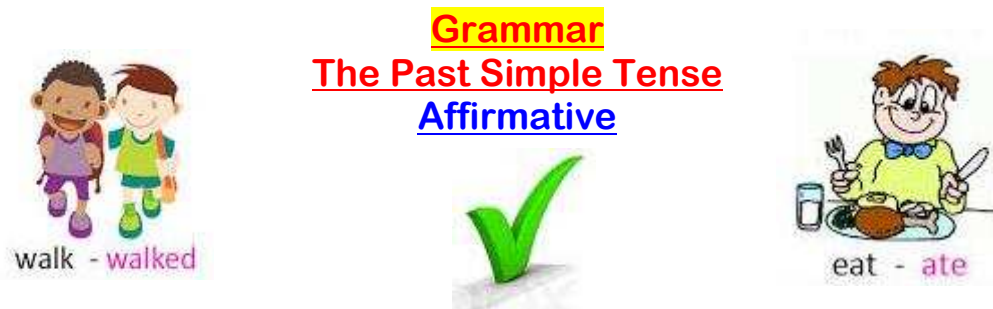 Grammar
The Past Simple Tense
Affirmative
walk - walked
eat - ate